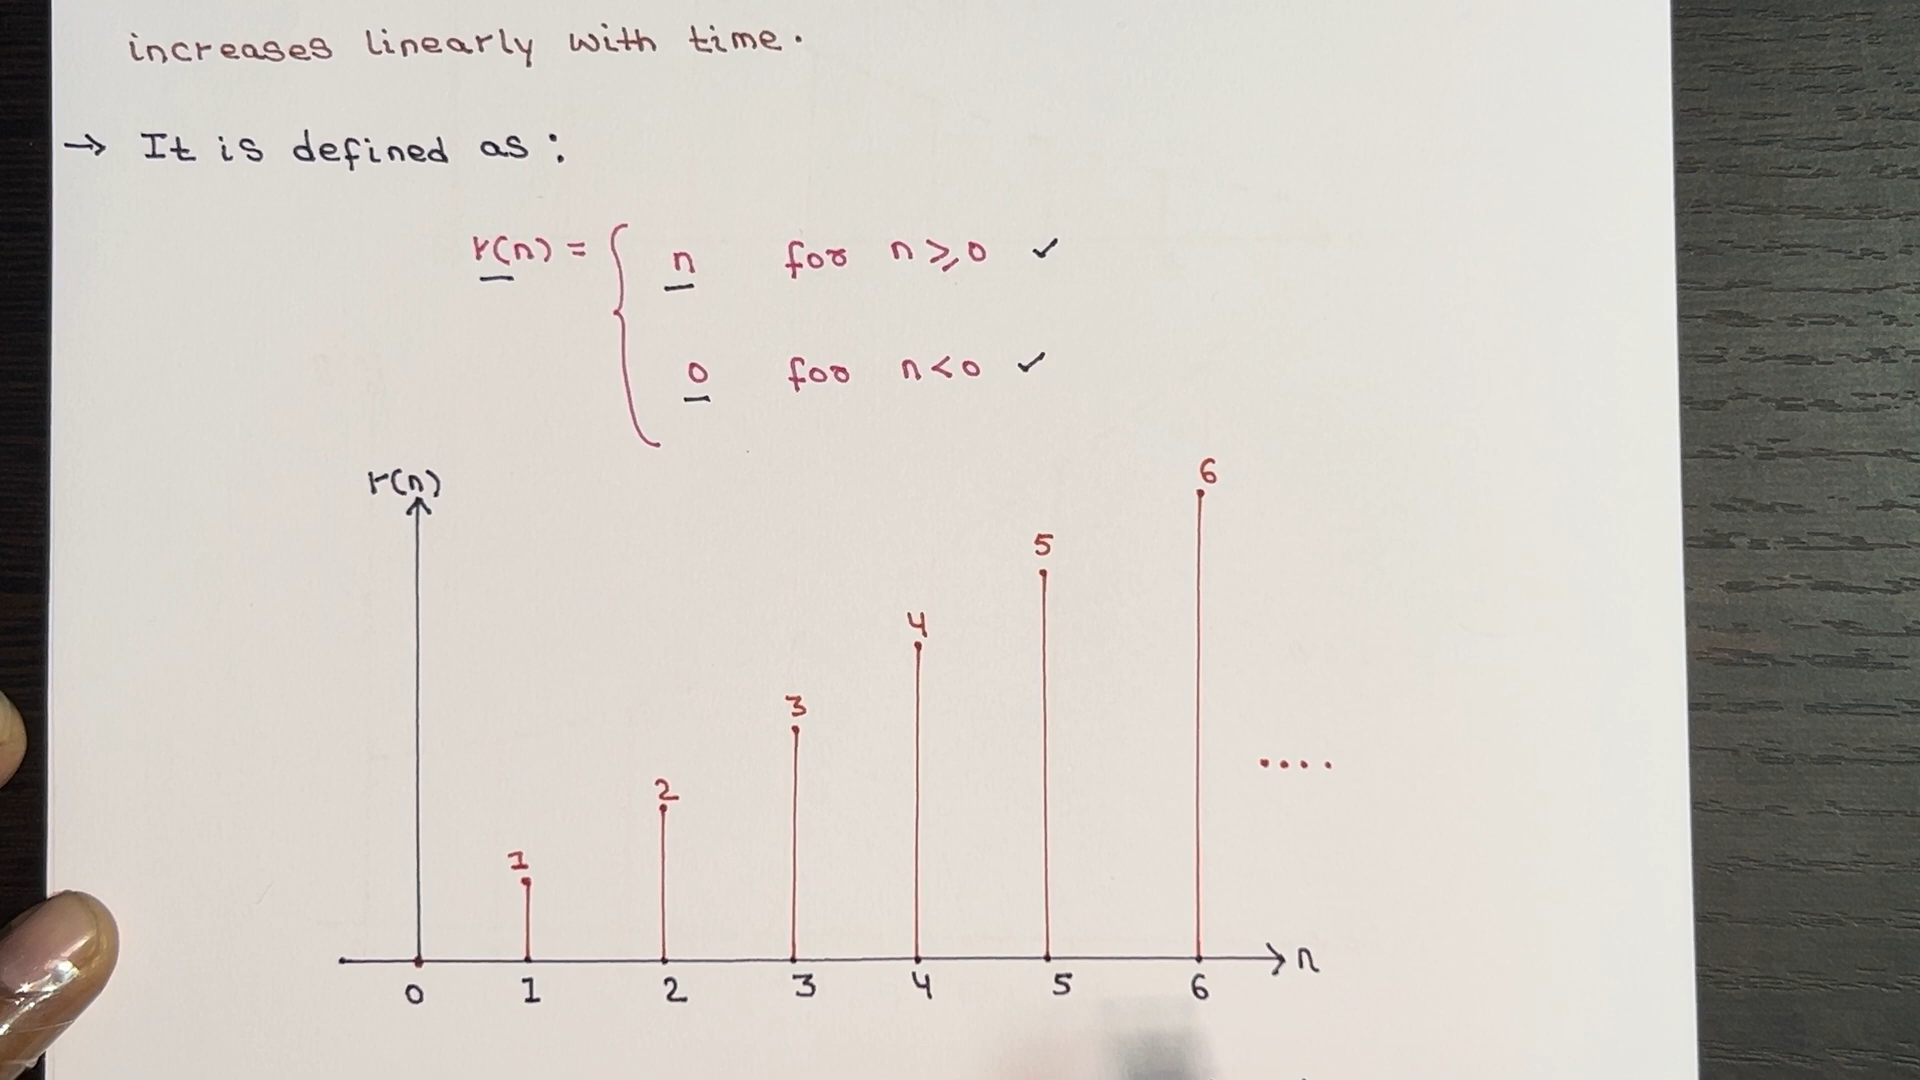 increases linearly with time.
→ It is defined as :
r(n) = { n for n ⩾ 0 ✓
0 for n < 0 ✓
r(n)
6
5
4
3
2
1
....
n
0 1 2 3 4 5 6